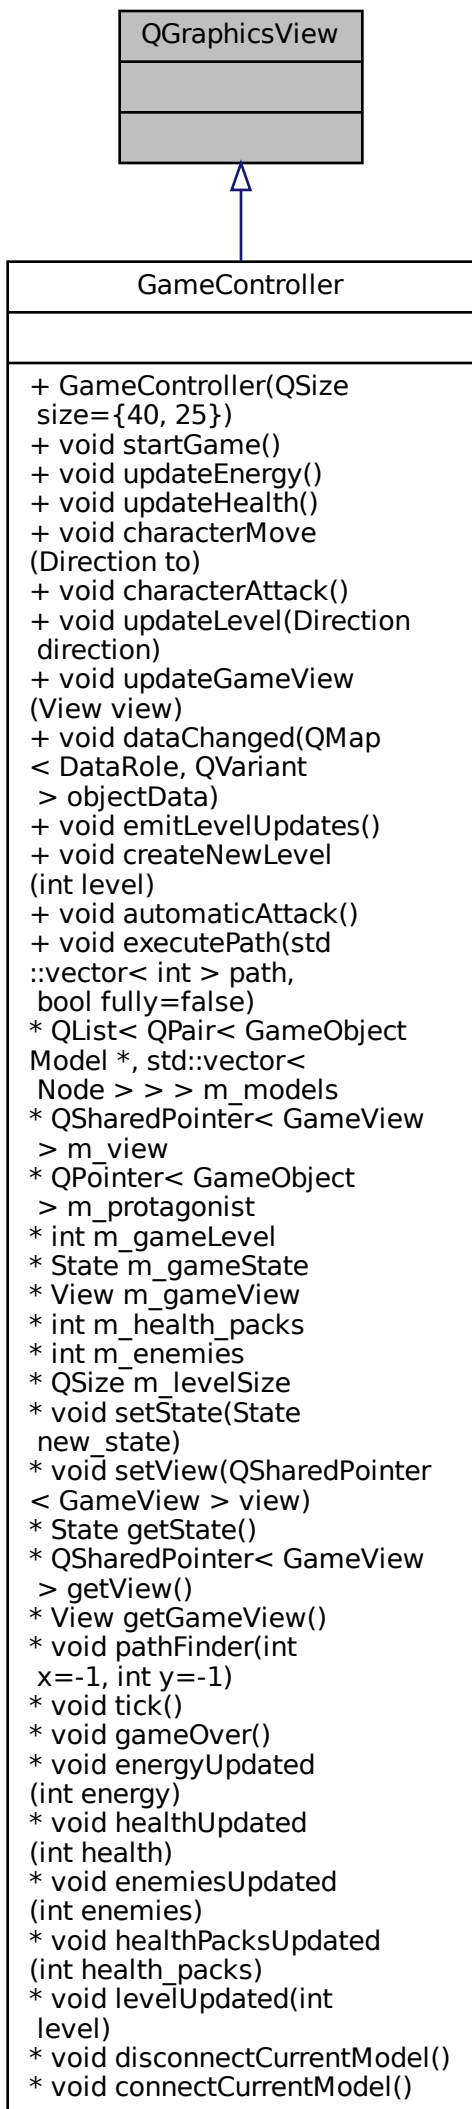 QGraphicsView
GameController
+ GameController(QSize
size={40, 25})
+ void startGame()
+ void updateEnergy()
+ void updateHealth()
+ void characterMove
(Direction to)
+ void characterAttack()
+ void updateLevel(Direction
direction)
+ void updateGameView
(View view)
+ void dataChanged(QMap
< DataRole, QVariant
> objectData)
+ void emitLevelUpdates()
+ void createNewLevel
(int level)
+ void automaticAttack()
+ void executePath(std
::vector< int > path,
bool fully=false)
* QList< QPair< GameObject
Model *, std::vector<
Node > > > m_models
* QSharedPointer< GameView
> m_view
* QPointer< GameObject
> m_protagonist
* int m_gameLevel
* State m_gameState
* View m_gameView
* int m_health_packs
* int m_enemies
* QSize m_levelSize
* void setState(State
new_state)
* void setView(QSharedPointer
< GameView > view)
* State getState()
* QSharedPointer< GameView
> getView()
* View getGameView()
* void pathFinder(int
x=-1, int y=-1)
* void tick()
* void gameOver()
* void energyUpdated
(int energy)
* void healthUpdated
(int health)
* void enemiesUpdated
(int enemies)
* void healthPacksUpdated
(int health_packs)
* void levelUpdated(int
level)
* void disconnectCurrentModel()
* void connectCurrentModel()